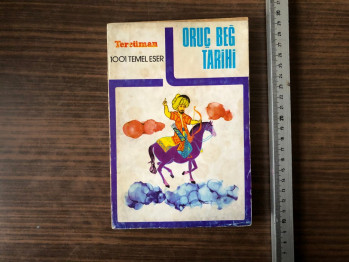 Tercüman
1001 TEMEL ESER
ORUÇ BEĞ
TARİHİ